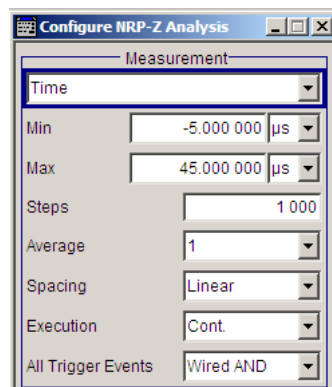 Configure NRP-Z Analysis
Measurement
Time
Min -5.000 000 µs
Max 45.000 000 µs
Steps 1 000
Average 1
Spacing Linear
Execution Cont.
All Trigger Events Wired AND